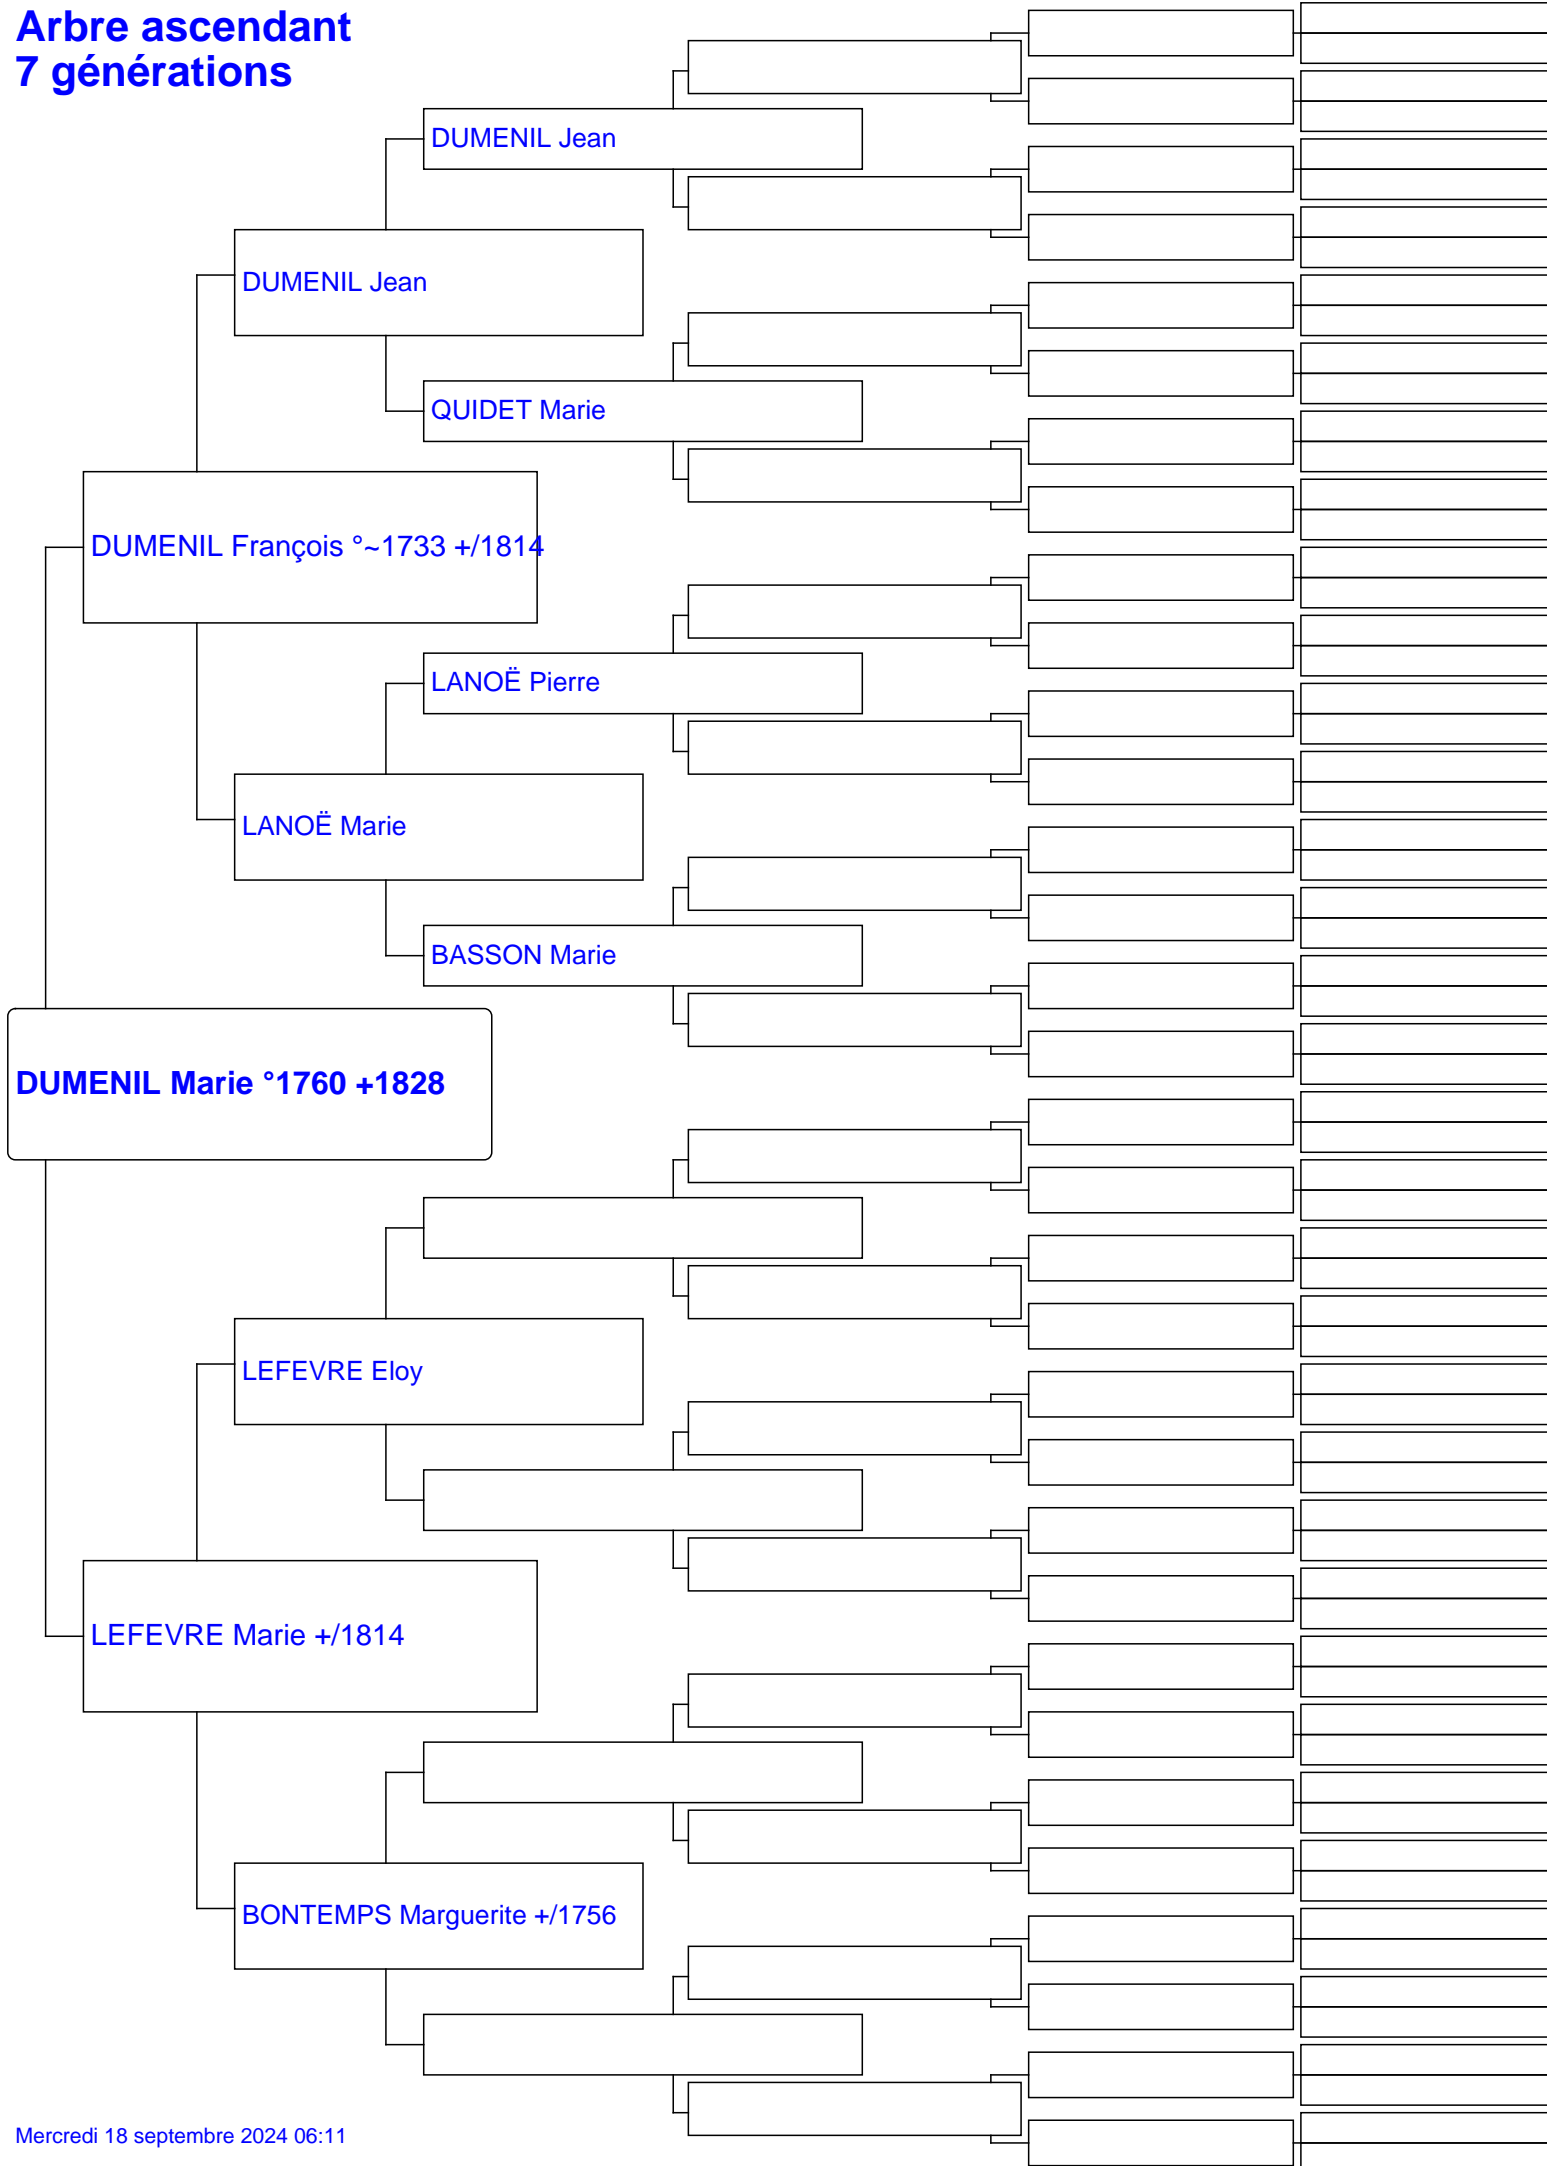 Arbre ascendant
7 générations
DUMENIL Jean
DUMENIL Jean
QUIDET Marie
DUMENIL François °~1733 +/1814
LANOË Pierre
LANOË Marie
BASSON Marie
DUMENIL Marie °1760 +1828
LEFEVRE Eloy
LEFEVRE Marie +/1814
BONTEMPS Marguerite +/1756
Mercredi 18 septembre 2024 06:11